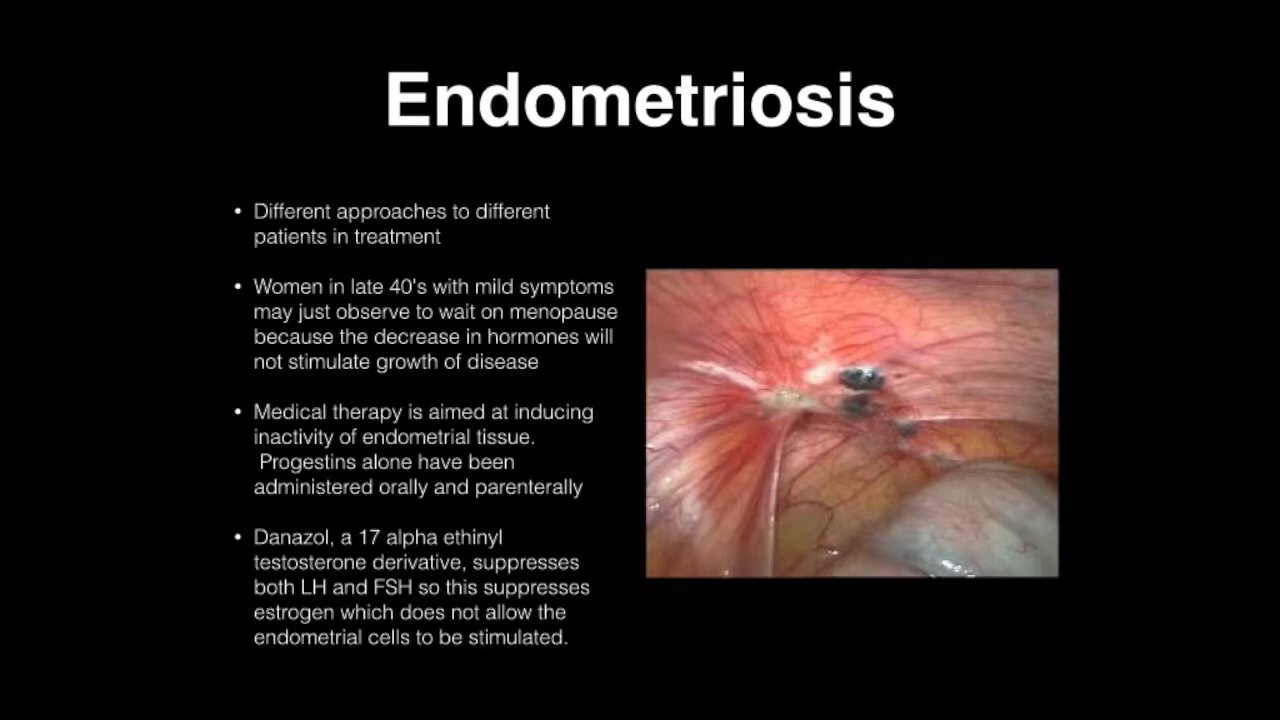 Endometriosis
• Different approaches to different
patients in treatment
• Women in late 40's with mild symptoms
may just observe to wait on menopause
because the decrease in hormones will
not stimulate growth of disease
• Medical therapy is aimed at inducing
inactivity of endometrial tissue.
Progestins alone have been
administered orally and parenterally
• Danazol, a 17 alpha ethinyl
testosterone derivative, suppresses
both LH and FSH so this suppresses
estrogen which does not allow the
endometrial cells to be stimulated.